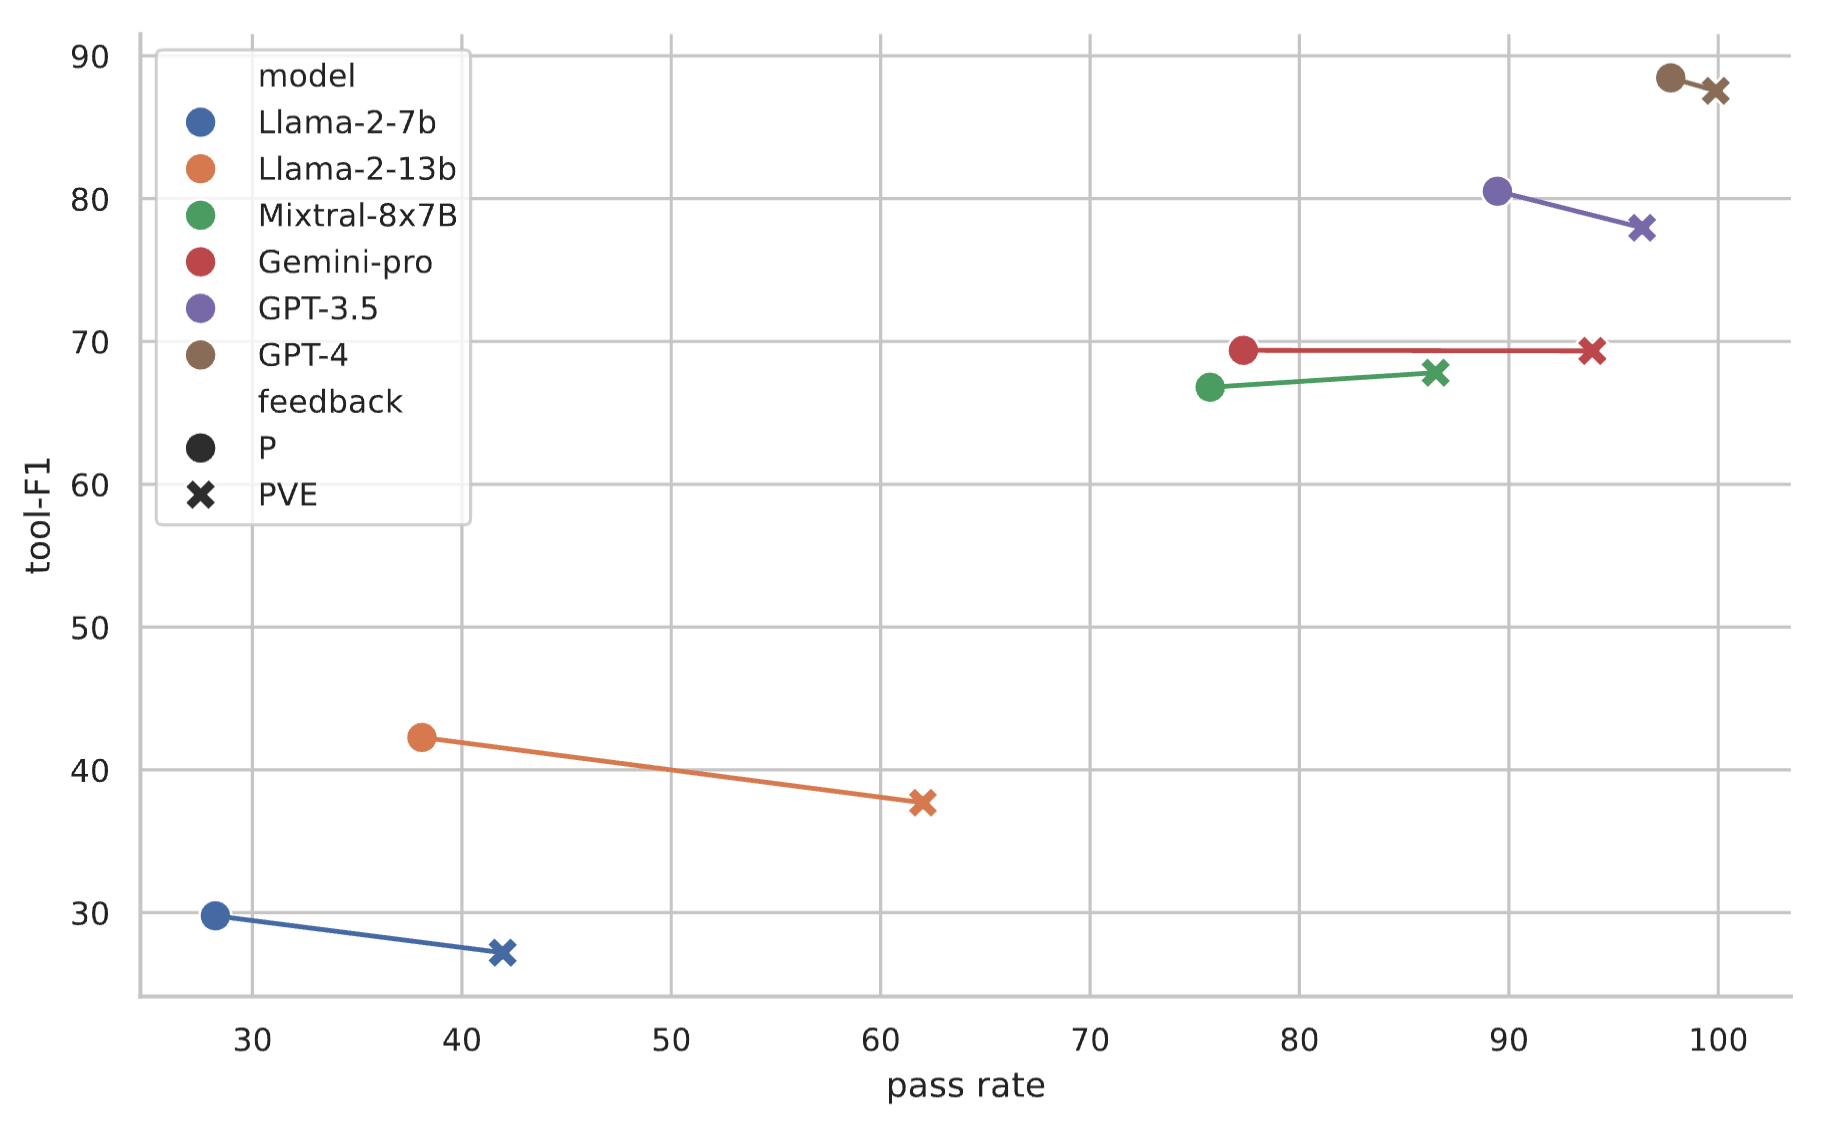 90
80
70
60
50
40
30
tool-F1
model
Llama-2-7b
Llama-2-13b
Mixtral-8x7B
Gemini-pro
GPT-3.5
GPT-4
feedback
P
PVE
30 40 50 60 70 80 90 100
pass rate